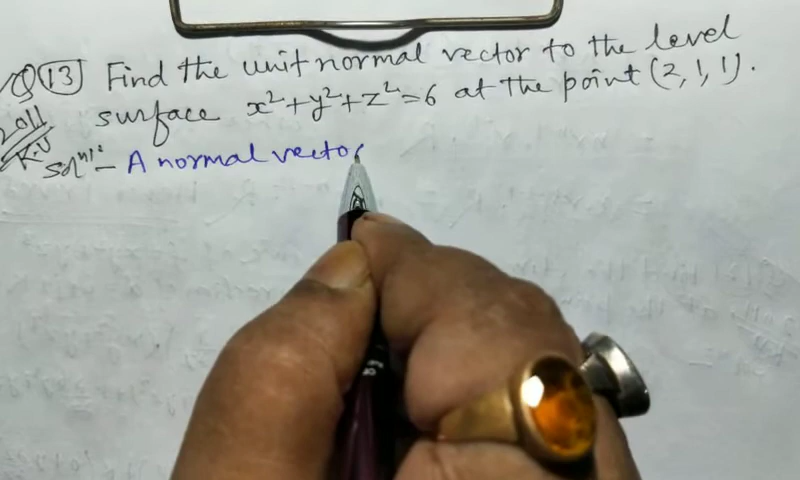 Q 13 Find the unit normal vector to the level
surface x²+y²+z²=6 at the point (2,1,1).
2011
K.U
Solⁿ:– A normal vector